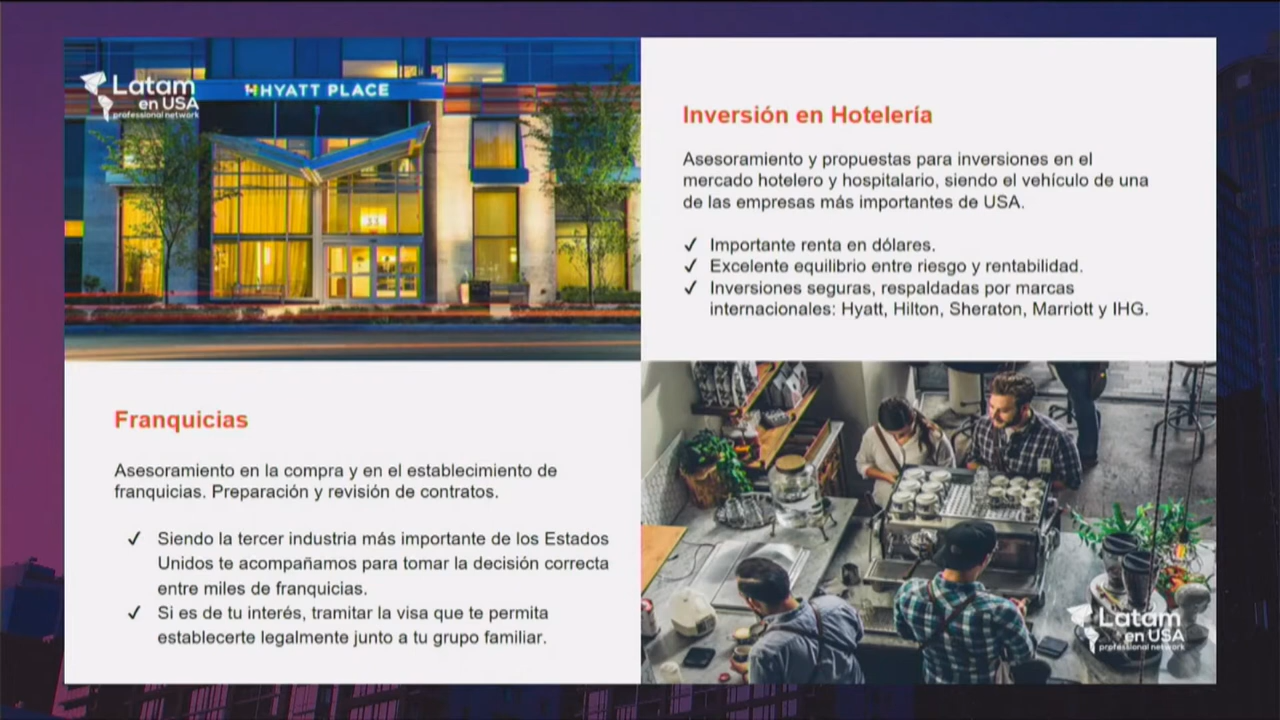 Latam
en USA
professional network
HYATT PLACE
Inversión en Hotelería
Asesoramiento y propuestas para inversiones en el
mercado hotelero y hospitalario, siendo el vehículo de una
de las empresas más importantes de USA.
✓ Importante renta en dólares.
✓ Excelente equilibrio entre riesgo y rentabilidad.
✓ Inversiones seguras, respaldadas por marcas
internacionales: Hyatt, Hilton, Sheraton, Marriott y IHG.
Franquicias
Asesoramiento en la compra y en el establecimiento de
franquicias. Preparación y revisión de contratos.
✓ Siendo la tercer industria más importante de los Estados
Unidos te acompañamos para tomar la decisión correcta
entre miles de franquicias.
✓ Si es de tu interés, tramitar la visa que te permita
establecerte legalmente junto a tu grupo familiar.
Latam
en USA
professional network